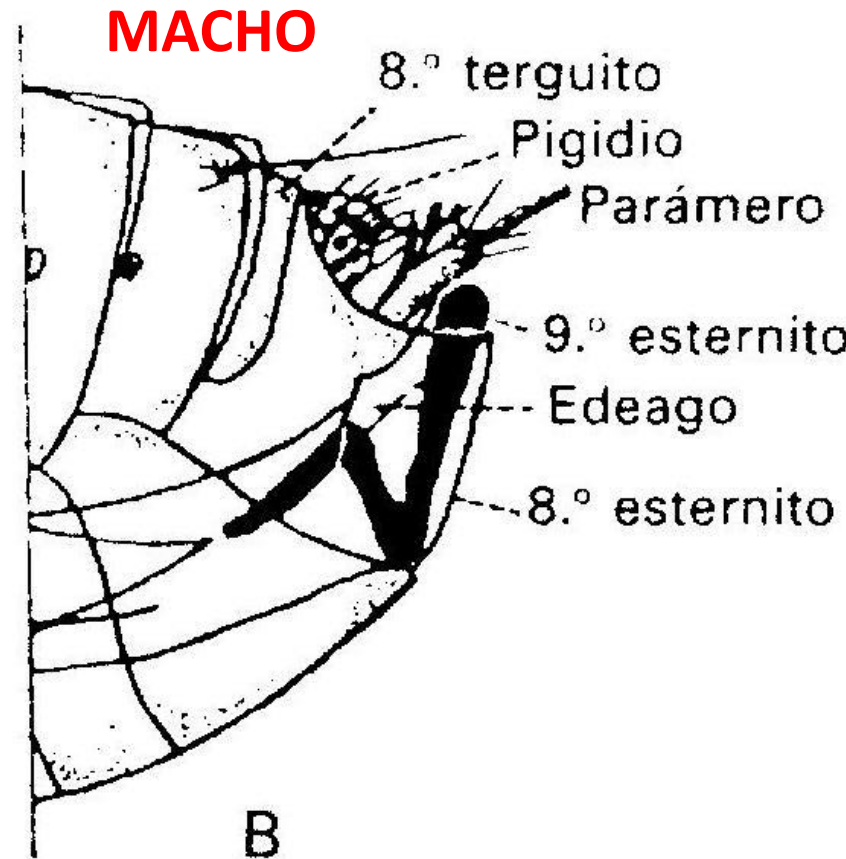 MACHO
8.º terguito
Pigidio
Parámero
9.º esternito
Edeago
8.º esternito
B